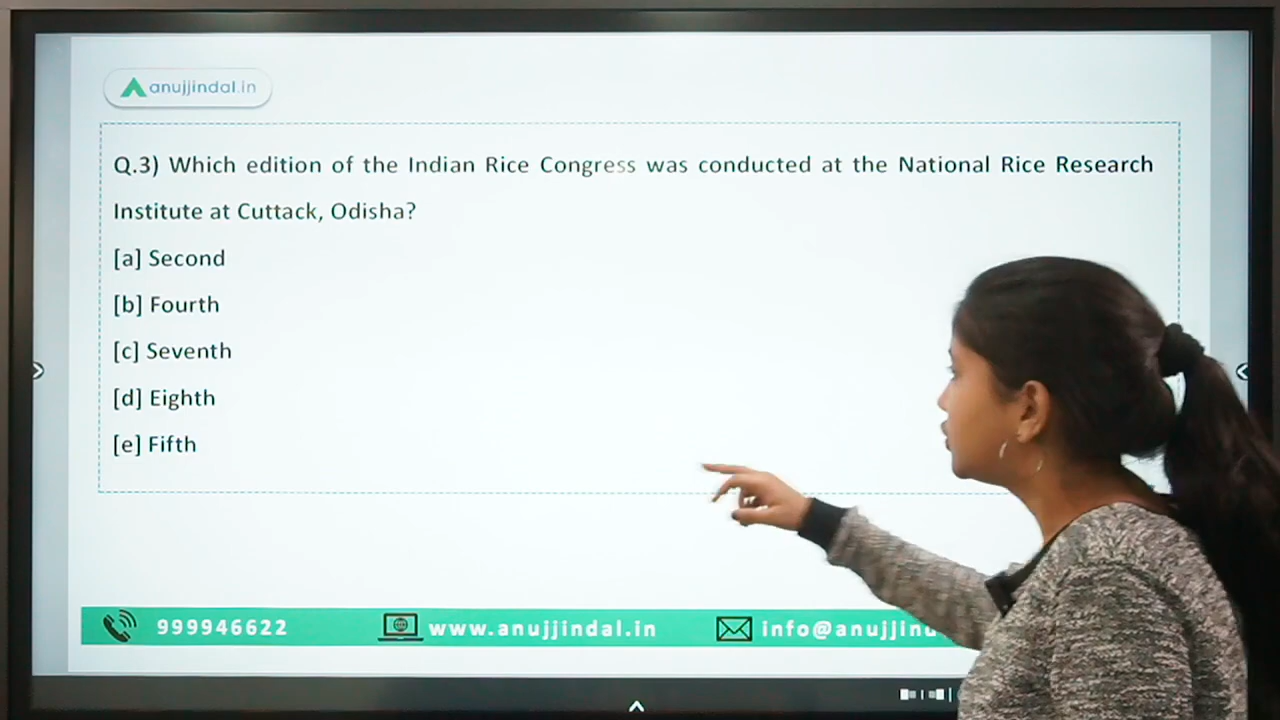 anujjindal.in
Q.3) Which edition of the Indian Rice Congress was conducted at the National Rice Research
Institute at Cuttack, Odisha?
[a] Second
[b] Fourth
[c] Seventh
[d] Eighth
[e] Fifth
999946622 www.anujjindal.in